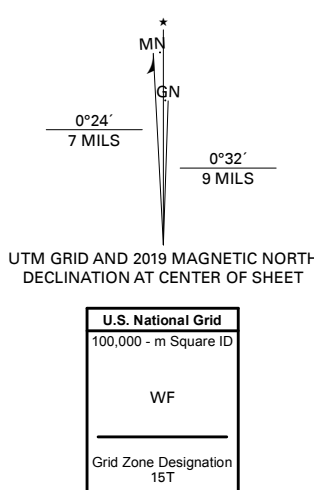 ★
MN
GN
0°24´
7 MILS
0°32´
9 MILS
UTM GRID AND 2019 MAGNETIC NORTH
DECLINATION AT CENTER OF SHEET
U.S. National Grid
100,000 - m Square ID
WF
Grid Zone Designation
15T